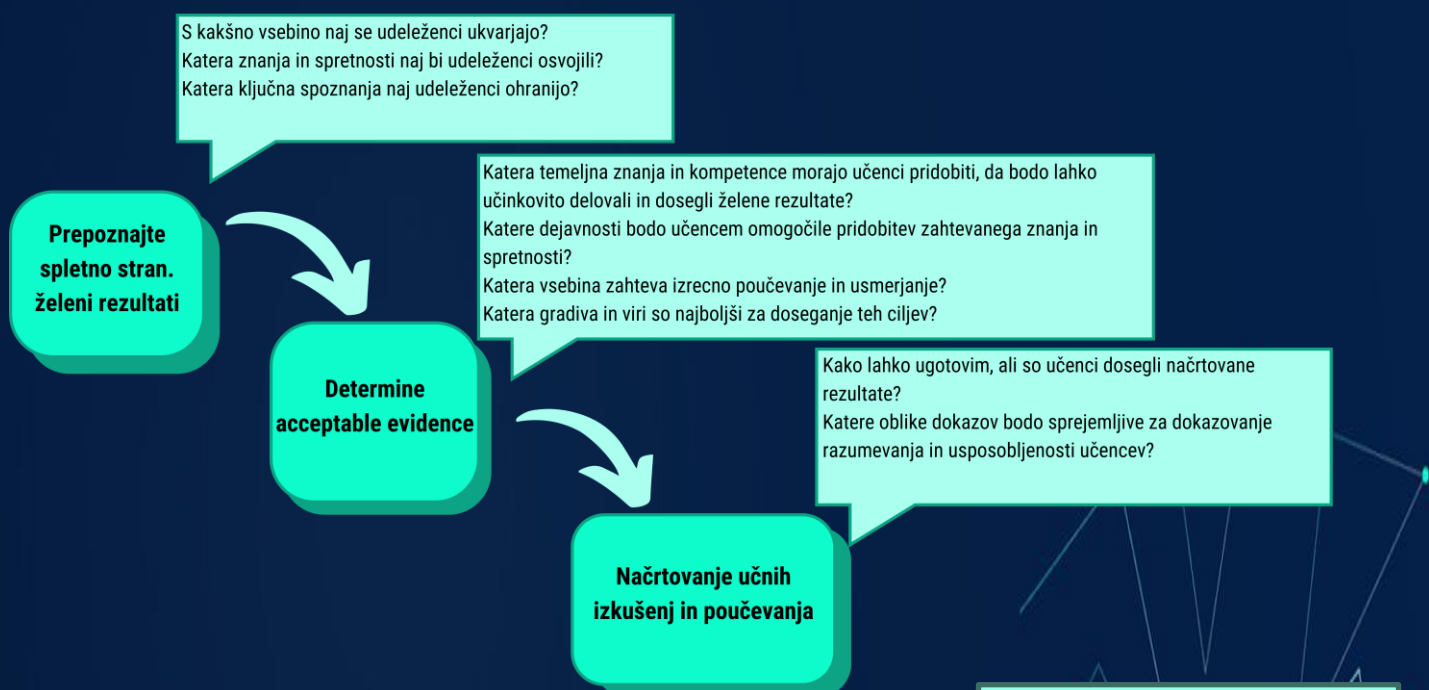 S kakšno vsebino naj se udeleženci ukvarjajo?
Katera znanja in spretnosti naj bi udeleženci osvojili?
Katera ključna spoznanja naj udeleženci ohranijo?
Prepoznajte
spletno stran.
želeni rezultati
Katera temeljna znanja in kompetence morajo učenci pridobiti, da bodo lahko
učinkovito delovali in dosegli želene rezultate?
Katere dejavnosti bodo učencem omogočile pridobitev zahtevanega znanja in
spretnosti?
Katera vsebina zahteva izrecno poučevanje in usmerjanje?
Katera gradiva in viri so najboljši za doseganje teh ciljev?
Determine
acceptable evidence
Kako lahko ugotovim, ali so učenci dosegli načrtovane
rezultate?
Katere oblike dokazov bodo sprejemljive za dokazovanje
razumevanja in usposobljenosti učencev?
Načrtovanje učnih
izkušenj in poučevanja